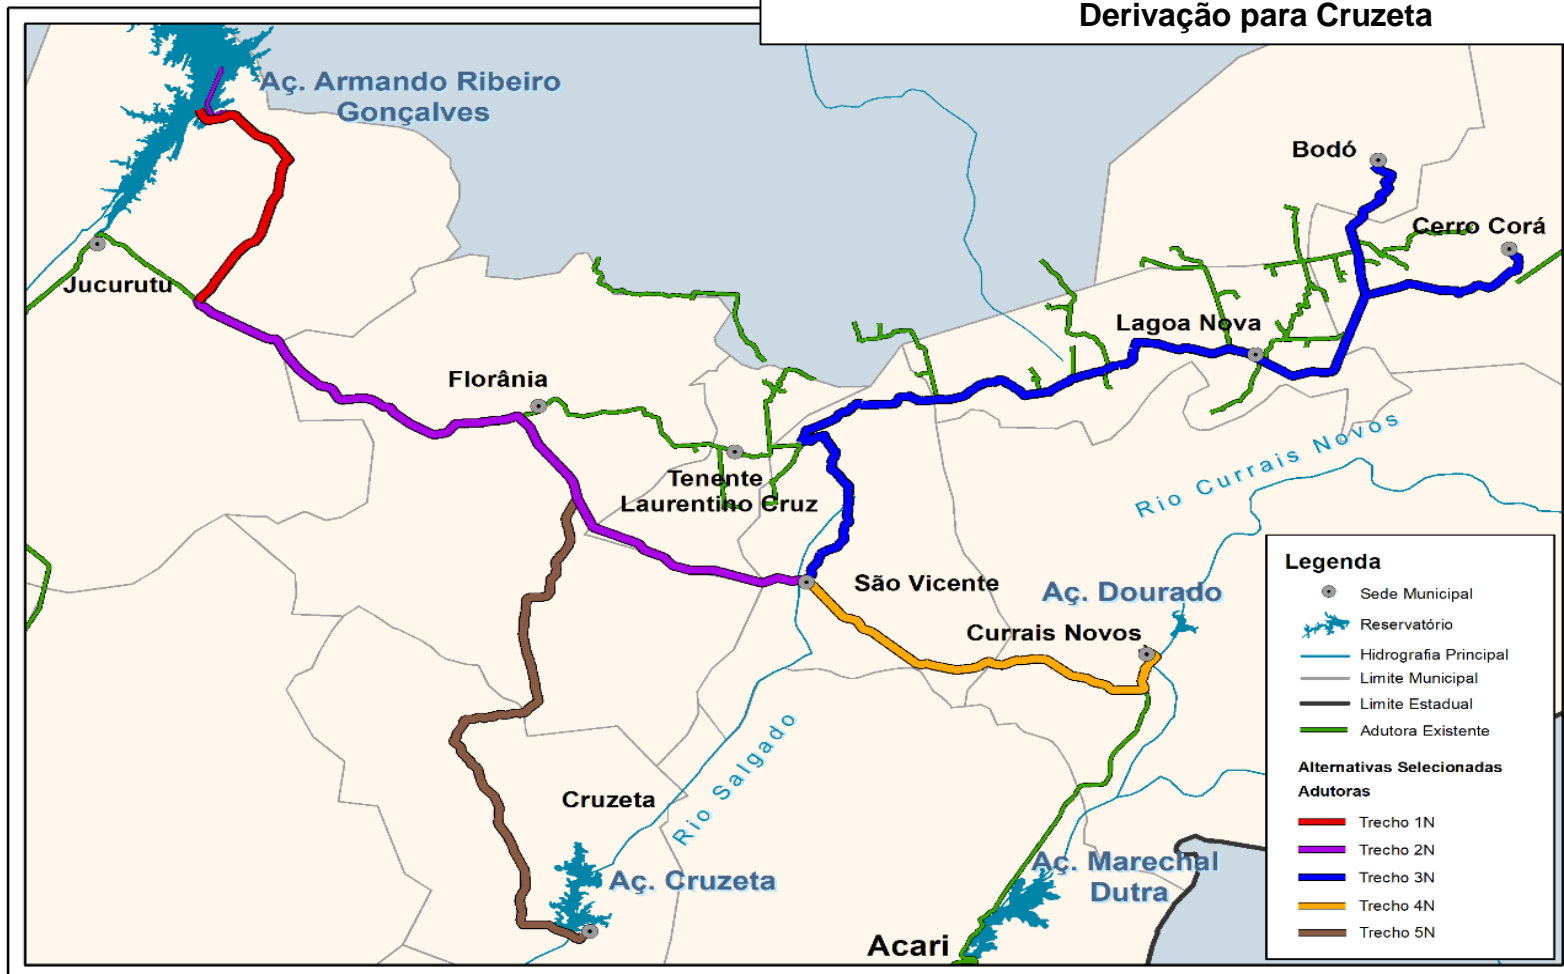 Derivação para Cruzeta
Aç. Armando Ribeiro
Gonçalves
Bodó
Cerro Corá
Jucurutu
Lagoa Nova
Florânia
Rio Currais Novos
Tenente
Laurentino Cruz
São Vicente
Aç. Dourado
Currais Novos
Rio Salgado
Cruzeta
Aç. Cruzeta
Aç. Marechal
Dutra
Acari
Legenda
Sede Municipal
Reservatório
Hidrografia Principal
Limite Municipal
Limite Estadual
Adutora Existente
Alternativas Selecionadas
Adutoras
Trecho 1N
Trecho 2N
Trecho 3N
Trecho 4N
Trecho 5N